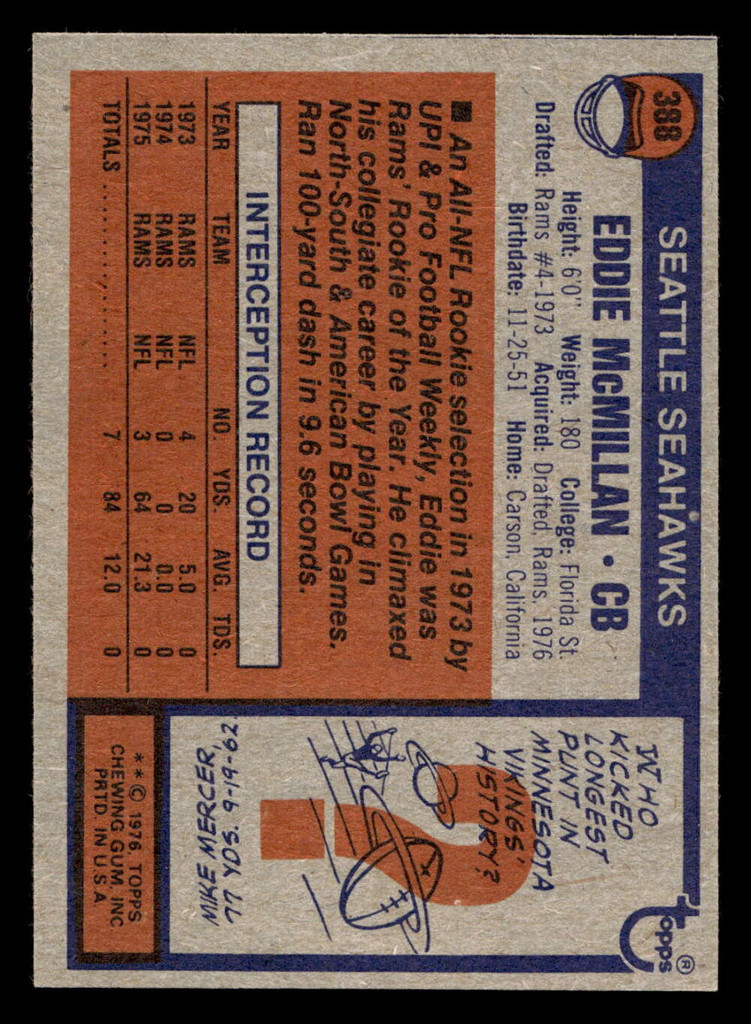 388
SEATTLE SEAHAWKS
EDDIE McMILLAN • CB
Height: 6'0" Weight: 180 College: Florida St.
Drafted: Rams #4-1973 Acquired: Drafted, Rams, 1976
Birthdate: 11-25-51 Home: Carson, California
■ An All-NFL Rookie selection in 1973 by
UPI & Pro Football Weekly, Eddie was
Rams' Rookie of the Year. He climaxed
his collegiate career by playing in
North-South & American Bowl Games.
Ran 100-yard dash in 9.6 seconds.
INTERCEPTION RECORD
YEAR TEAM NO. YDS. AVG. TDS.
1973 RAMS NFL 4 20 5.0 0
1974 RAMS NFL 0 0 0.0 0
1975 RAMS NFL 3 64 21.3 0
TOTALS .................... 7 84 12.0 0
topps ®
WHO
KICKED
LONGEST
PUNT IN
MINNESOTA
VIKINGS'
HISTORY?
MIKE MERCER,
77 YDS. 9-9-62.
** © 1976, TOPPS
CHEWING GUM, INC
PRTD. IN U.S.A